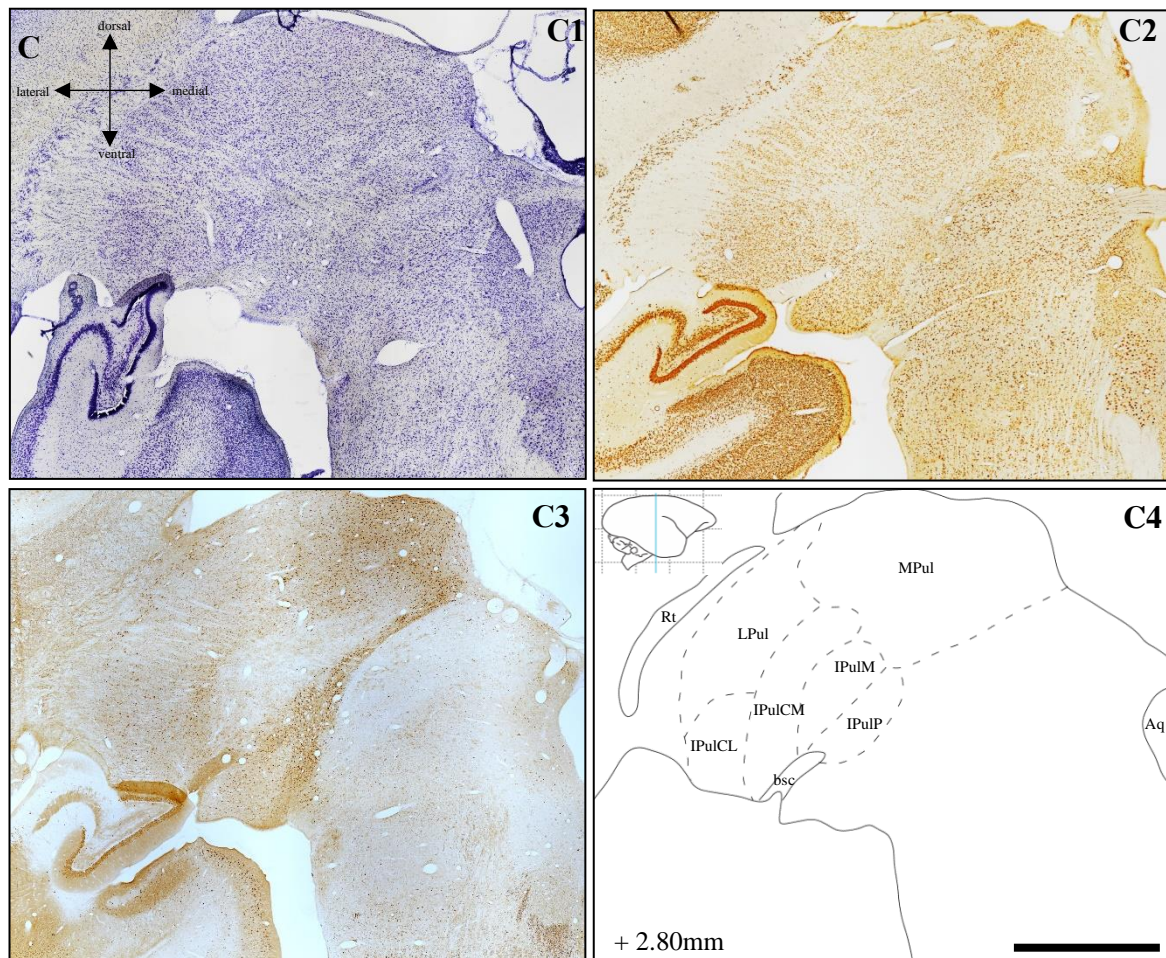 C
dorsal
C1
lateral
medial
ventral
C2
C3
C4
MPul
Rt
LPul
IPulM
IPulCM
IPulP
IPulCL
Aq
bsc
+ 2.80mm